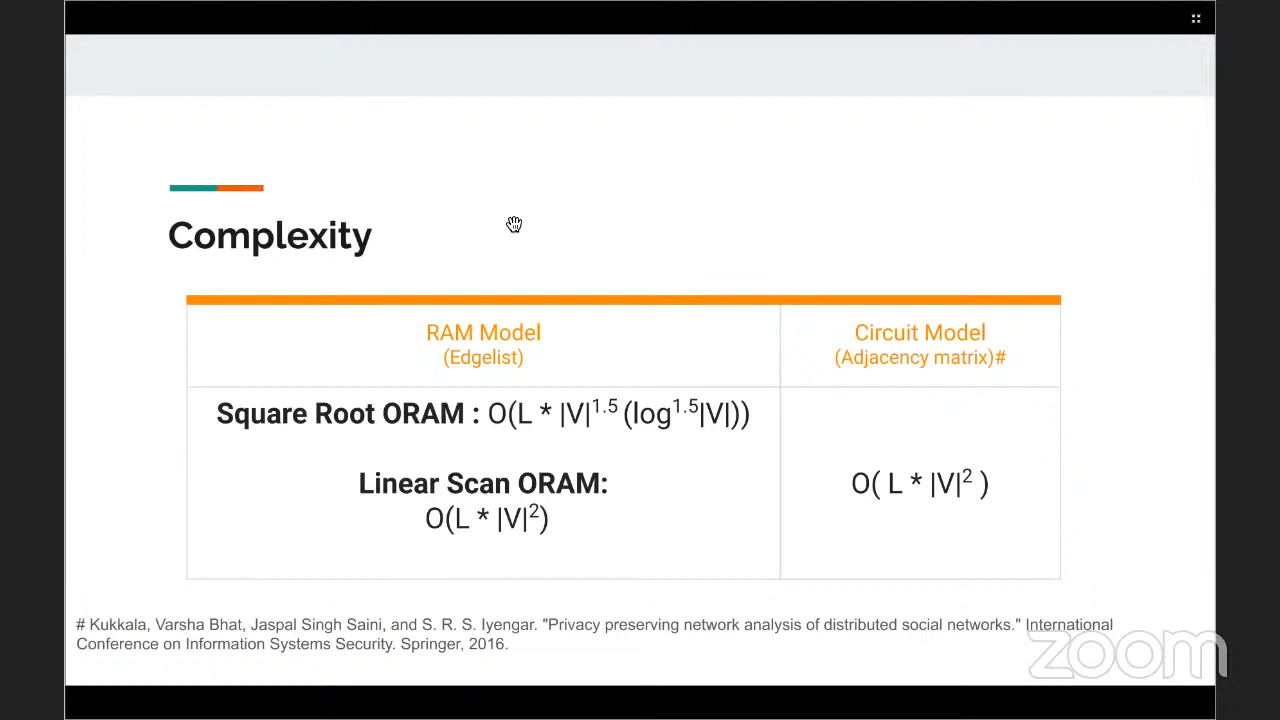 Complexity
RAM Model
(Edgelist)
Circuit Model
(Adjacency matrix)#
Square Root ORAM : O(L * |V|^1.5 (log^1.5|V|))
Linear Scan ORAM:
O(L * |V|^2)
O( L * |V|^2 )
# Kukkala, Varsha Bhat, Jaspal Singh Saini, and S. R. S. Iyengar. "Privacy preserving network analysis of distributed social networks." International
Conference on Information Systems Security. Springer, 2016.
zoom